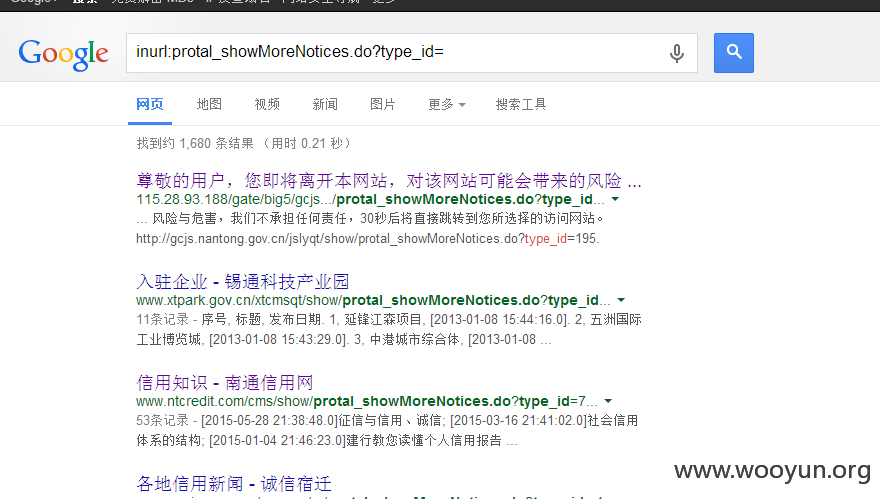 Google
inurl:protal_showMoreNotices.do?type_id=
网页 地图 视频 新闻 图片 更多 搜索工具
找到约 1,680 条结果 （用时 0.21 秒）
尊敬的用户，您即将离开本网站，对该网站可能会带来的风险 ...
115.28.93.188/gate/big5/gcjs.../protal_showMoreNotices.do?type_id...
... 风险与危害，我们不承担任何责任，30秒后将直接跳转到您所选择的访问网站。
http://gcjs.nantong.gov.cn/jslyqt/show/protal_showMoreNotices.do?type_id=195.
入驻企业 - 锡通科技产业园
www.xtpark.gov.cn/xtcmsqt/show/protal_showMoreNotices.do?type_id...
11条记录 - 序号, 标题, 发布日期. 1, 延锋江森项目, [2013-01-08 15:44:16.0]. 2, 五洲国际
工业博览城, [2013-01-08 15:43:29.0]. 3, 中港城市综合体, [2013-01-08 ...
信用知识 - 南通信用网
www.ntcredit.com/cms/show/protal_showMoreNotices.do?type_id=7...
53条记录 - [2015-05-28 21:38:48.0]征信与信用、诚信; [2015-03-16 21:41:02.0]社会信用
体系的结构; [2015-01-04 21:46:23.0]建行教您读懂个人信用报告 ...
各地信用新闻 - 诚信宿迁
www.wooyun.org